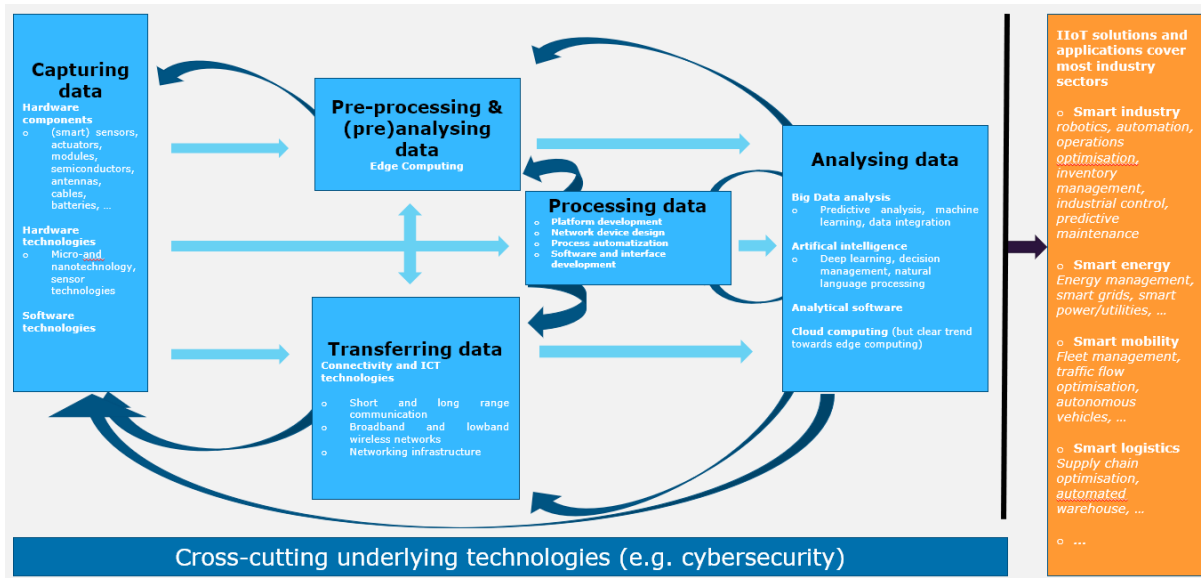 Capturing
data
Hardware
components
o (smart) sensors,
actuators,
modules,
semiconductors,
antennas,
cables,
batteries, ...
Hardware
technologies
o Micro-and
nanotechnology,
sensor
technologies
Software
technologies
Pre-processing &
(pre)analysing
data
Edge Computing
Processing data
o Platform development
o Network device design
o Process automatization
o Software and interface
development
Transferring data
Connectivity and ICT
technologies
o Short and long range
communication
o Broadband and lowband
wireless networks
o Networking infrastructure
Analysing data
Big Data analysis
o Predictive analysis, machine
learning, data integration
Artifical intelligence
o Deep learning, decision
management, natural
language processing
Analytical software
Cloud computing (but clear trend
towards edge computing)
IIoT solutions and
applications cover
most industry
sectors
o Smart industry
robotics, automation,
operations
optimisation,
inventory
management,
industrial control,
predictive
maintenance
o Smart energy
Energy management,
smart grids, smart
power/utilities, ...
o Smart mobility
Fleet management,
traffic flow
optimisation,
autonomous
vehicles, ...
o Smart logistics
Supply chain
optimisation,
automated
warehouse, ...
o ...
Cross-cutting underlying technologies (e.g. cybersecurity)